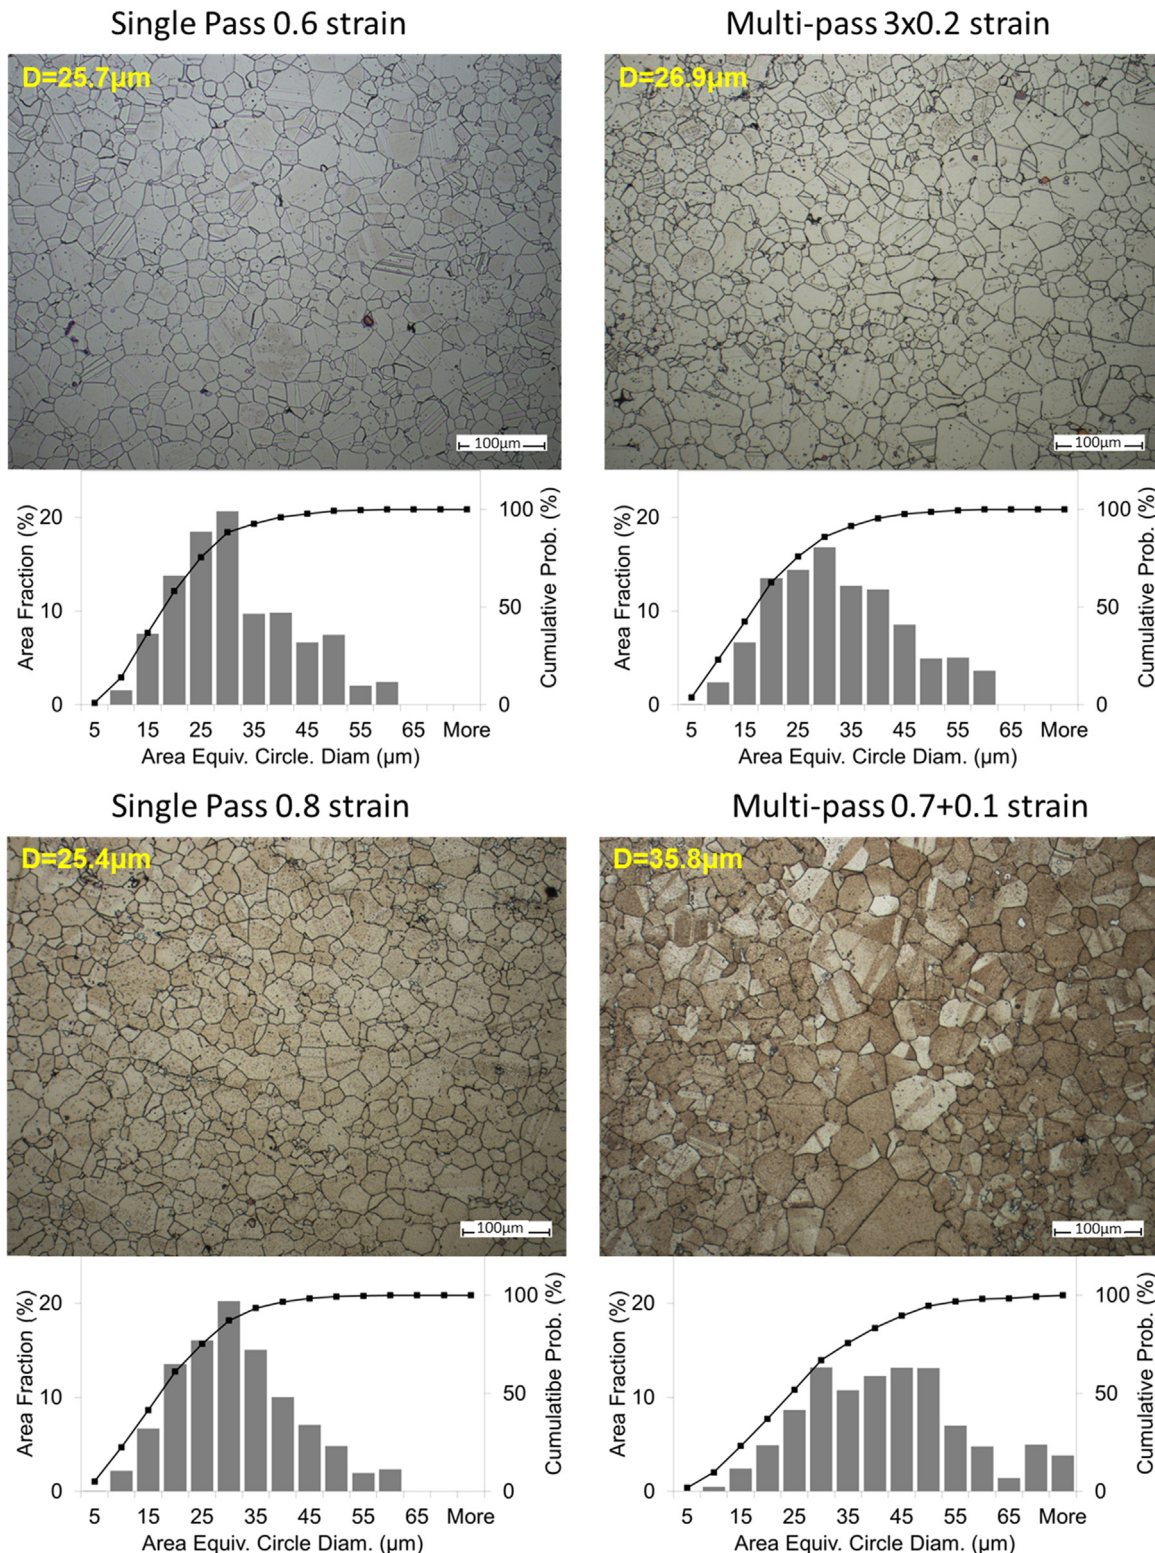 Single Pass 0.6 strain
Multi-pass 3x0.2 strain
D=25.7µm
D=26.9µm
100µm
100µm
Area Fraction (%)
20
10
0
100
50
0
Cumulative Prob. (%)
5 15 25 35 45 55 65 More
Area Equiv. Circle. Diam (µm)
Area Fraction (%)
20
10
0
100
50
0
Cumulative Prob. (%)
5 15 25 35 45 55 65 More
Area Equiv. Circle Diam. (µm)
Single Pass 0.8 strain
Multi-pass 0.7+0.1 strain
D=25.4µm
D=35.8µm
100µm
100µm
Area Fraction (%)
20
10
0
100
50
0
Cumulatibe Prob. (%)
5 15 25 35 45 55 65 More
Area Equiv. Circle Diam. (µm)
Area Fraction (%)
20
10
0
100
50
0
Cumulative Prob. (%)
5 15 25 35 45 55 65 More
Area Equiv. Circle Diam. (µm)